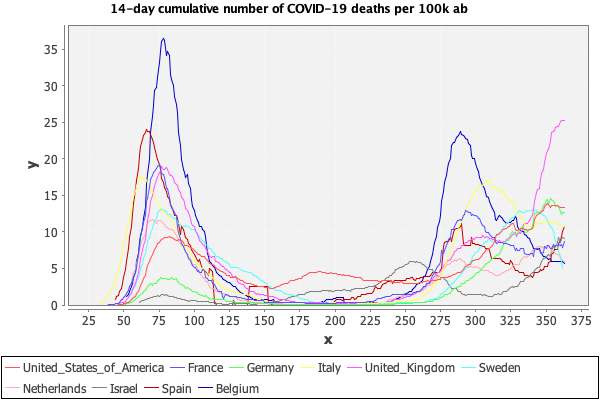 14-day cumulative number of COVID-19 deaths per 100k ab
35
30
25
20
15
10
5
0
y
25 50 75 100 125 150 175 200 225 250 275 300 325 350 375
x
United_States_of_America France Germany Italy United_Kingdom Sweden
Netherlands Israel Spain Belgium